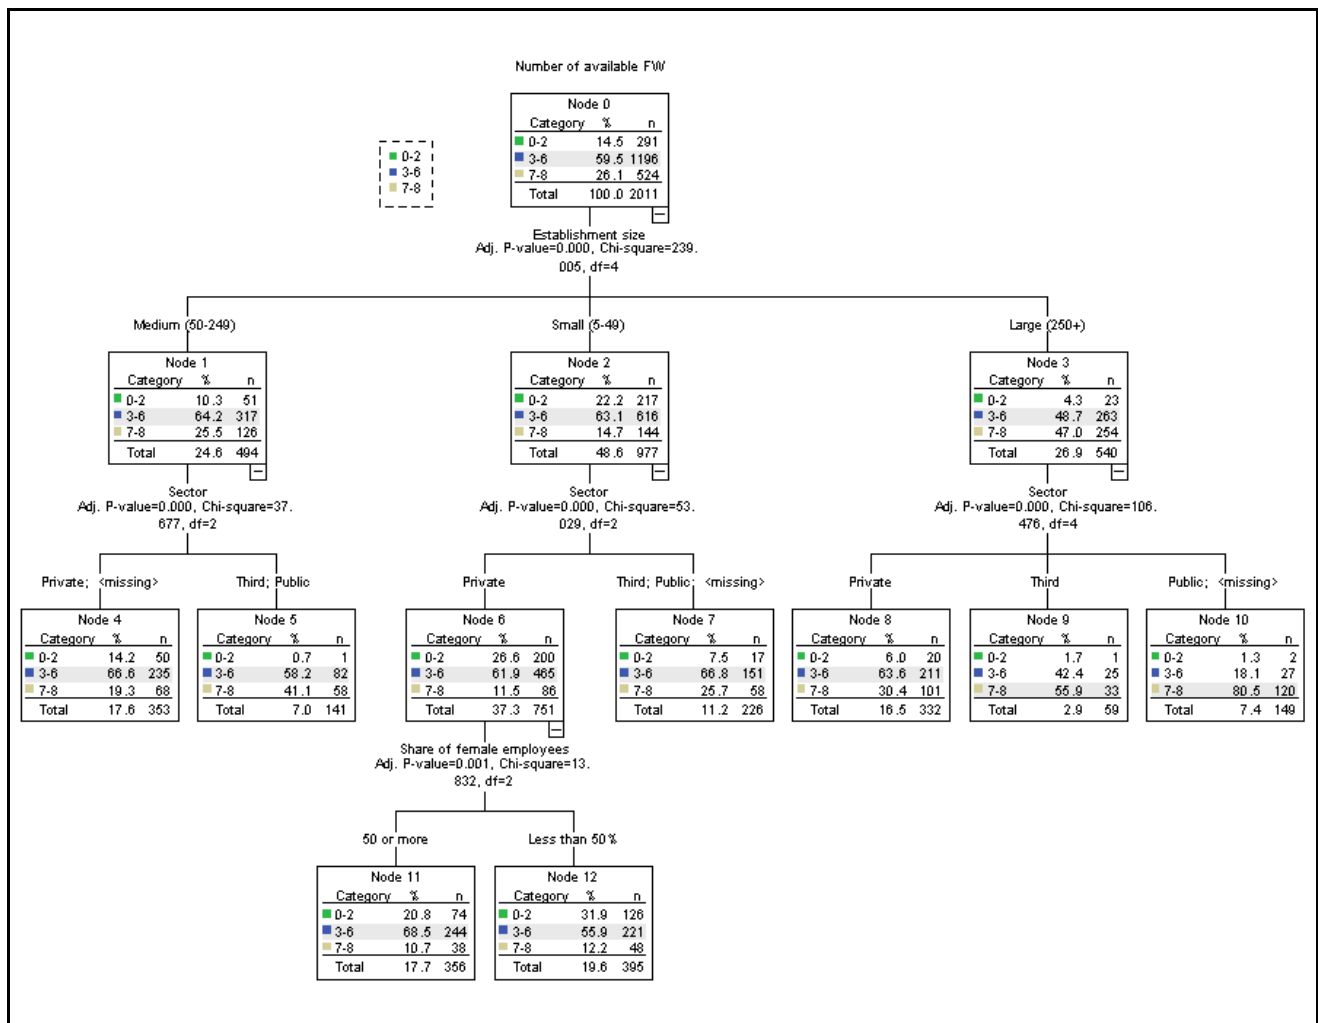 Number of available FW
Node 0
Category % n
0-2 14.5 291
3-6 59.5 1196
7-8 26.1 524
Total 100.0 2011
0-2
3-6
7-8
Establishment size
Adj. P-value=0.000, Chi-square=239.
005, df=4
Medium (50-249)
Small (5-49)
Large (250+)
Node 1
Category % n
0-2 10.3 51
3-6 64.2 317
7-8 25.5 126
Total 24.6 494
Node 2
Category % n
0-2 22.2 217
3-6 63.1 616
7-8 14.7 144
Total 48.6 977
Node 3
Category % n
0-2 4.3 23
3-6 48.7 263
7-8 47.0 254
Total 26.9 540
Sector
Adj. P-value=0.000, Chi-square=37.
677, df=2
Sector
Adj. P-value=0.000, Chi-square=53.
029, df=2
Sector
Adj. P-value=0.000, Chi-square=106.
476, df=4
Private; <missing>
Third; Public
Private
Third; Public; <missing>
Private
Third
Public; <missing>
Node 4
Category % n
0-2 14.2 50
3-6 66.6 235
7-8 19.3 68
Total 17.6 353
Node 5
Category % n
0-2 0.7 1
3-6 58.2 82
7-8 41.1 58
Total 7.0 141
Node 6
Category % n
0-2 26.6 200
3-6 61.9 465
7-8 11.5 86
Total 37.3 751
Node 7
Category % n
0-2 7.5 17
3-6 66.8 151
7-8 25.7 58
Total 11.2 226
Node 8
Category % n
0-2 6.0 20
3-6 63.6 211
7-8 30.4 101
Total 16.5 332
Node 9
Category % n
0-2 1.7 1
3-6 42.4 25
7-8 55.9 33
Total 2.9 59
Node 10
Category % n
0-2 1.3 2
3-6 18.1 27
7-8 80.5 120
Total 7.4 149
Share of female employees
Adj. P-value=0.001, Chi-square=13.
832, df=2
50 or more
Less than 50%
Node 11
Category % n
0-2 20.8 74
3-6 68.5 244
7-8 10.7 38
Total 17.7 356
Node 12
Category % n
0-2 31.9 126
3-6 55.9 221
7-8 12.2 48
Total 19.6 395